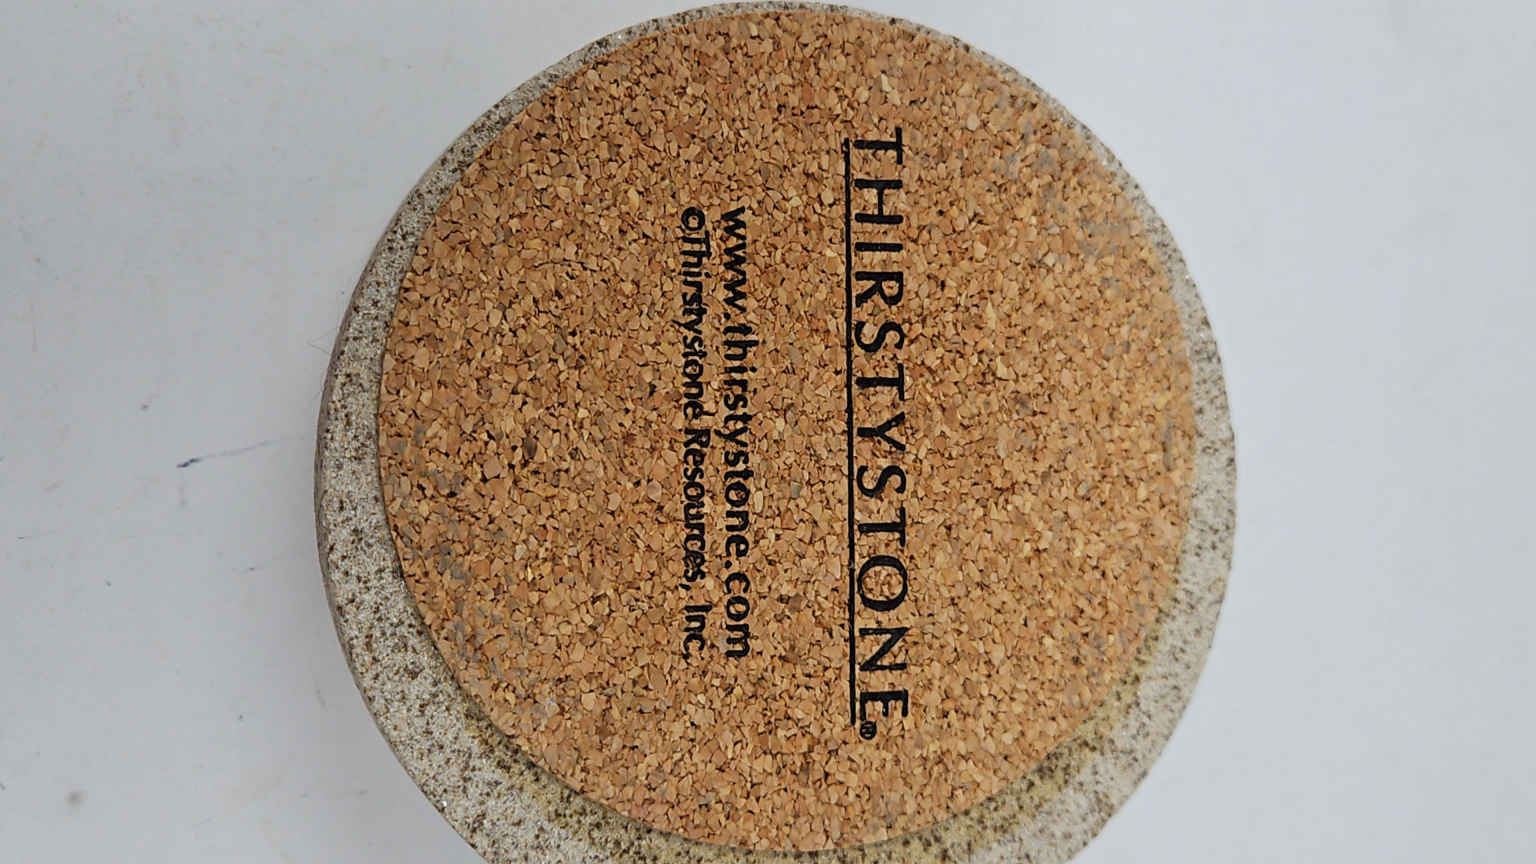 THIRSTYSTONE®
www.thirstystone.com
©Thirstystone Resources, Inc.